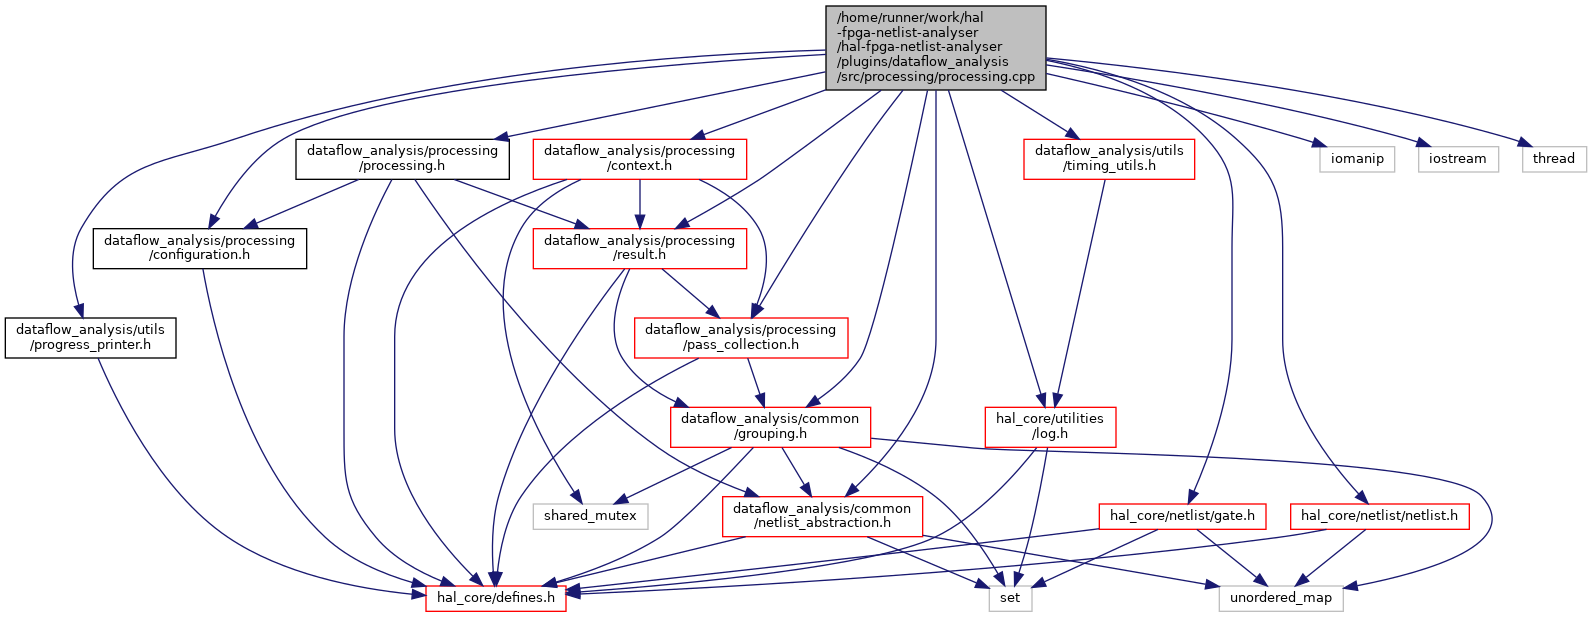 /home/runner/work/hal
-fpga-netlist-analyser
/hal-fpga-netlist-analyser
/plugins/dataflow_analysis
/src/processing/processing.cpp
dataflow_analysis/processing
/processing.h
dataflow_analysis/processing
/context.h
dataflow_analysis/utils
/timing_utils.h
iomanip
iostream
thread
dataflow_analysis/processing
/configuration.h
dataflow_analysis/processing
/result.h
dataflow_analysis/utils
/progress_printer.h
dataflow_analysis/processing
/pass_collection.h
dataflow_analysis/common
/grouping.h
hal_core/utilities
/log.h
shared_mutex
dataflow_analysis/common
/netlist_abstraction.h
hal_core/netlist/gate.h
hal_core/netlist/netlist.h
hal_core/defines.h
set
unordered_map